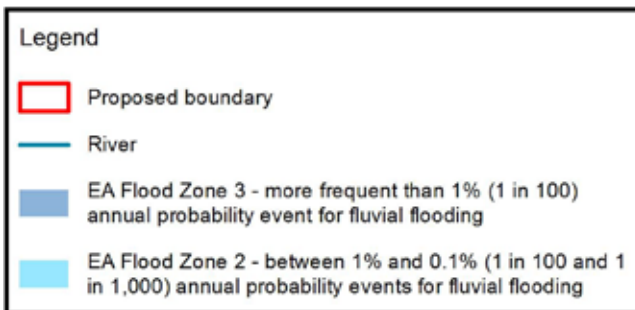 Legend
Proposed boundary
River
EA Flood Zone 3 - more frequent than 1% (1 in 100)
annual probability event for fluvial flooding
EA Flood Zone 2 - between 1% and 0.1% (1 in 100 and 1
in 1,000) annual probability events for fluvial flooding